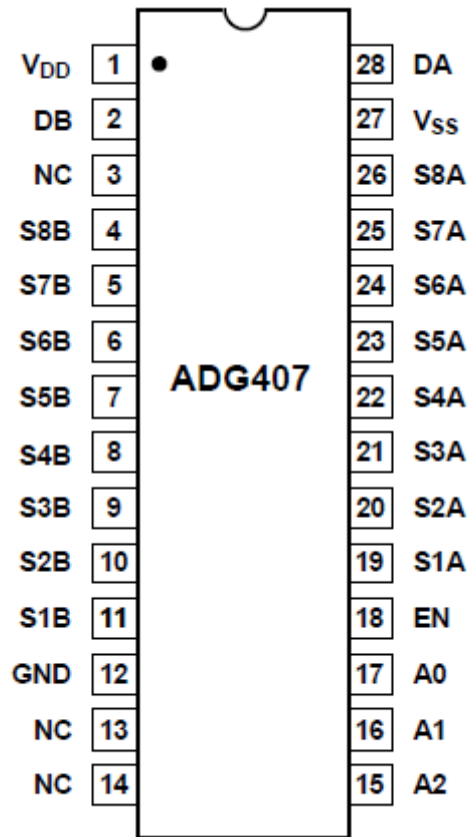 VDD 1 28 DA
DB 2 27 VSS
NC 3 26 S8A
S8B 4 25 S7A
S7B 5 24 S6A
S6B 6 23 S5A
ADG407
S5B 7 22 S4A
S4B 8 21 S3A
S3B 9 20 S2A
S2B 10 19 S1A
S1B 11 18 EN
GND 12 17 A0
NC 13 16 A1
NC 14 15 A2